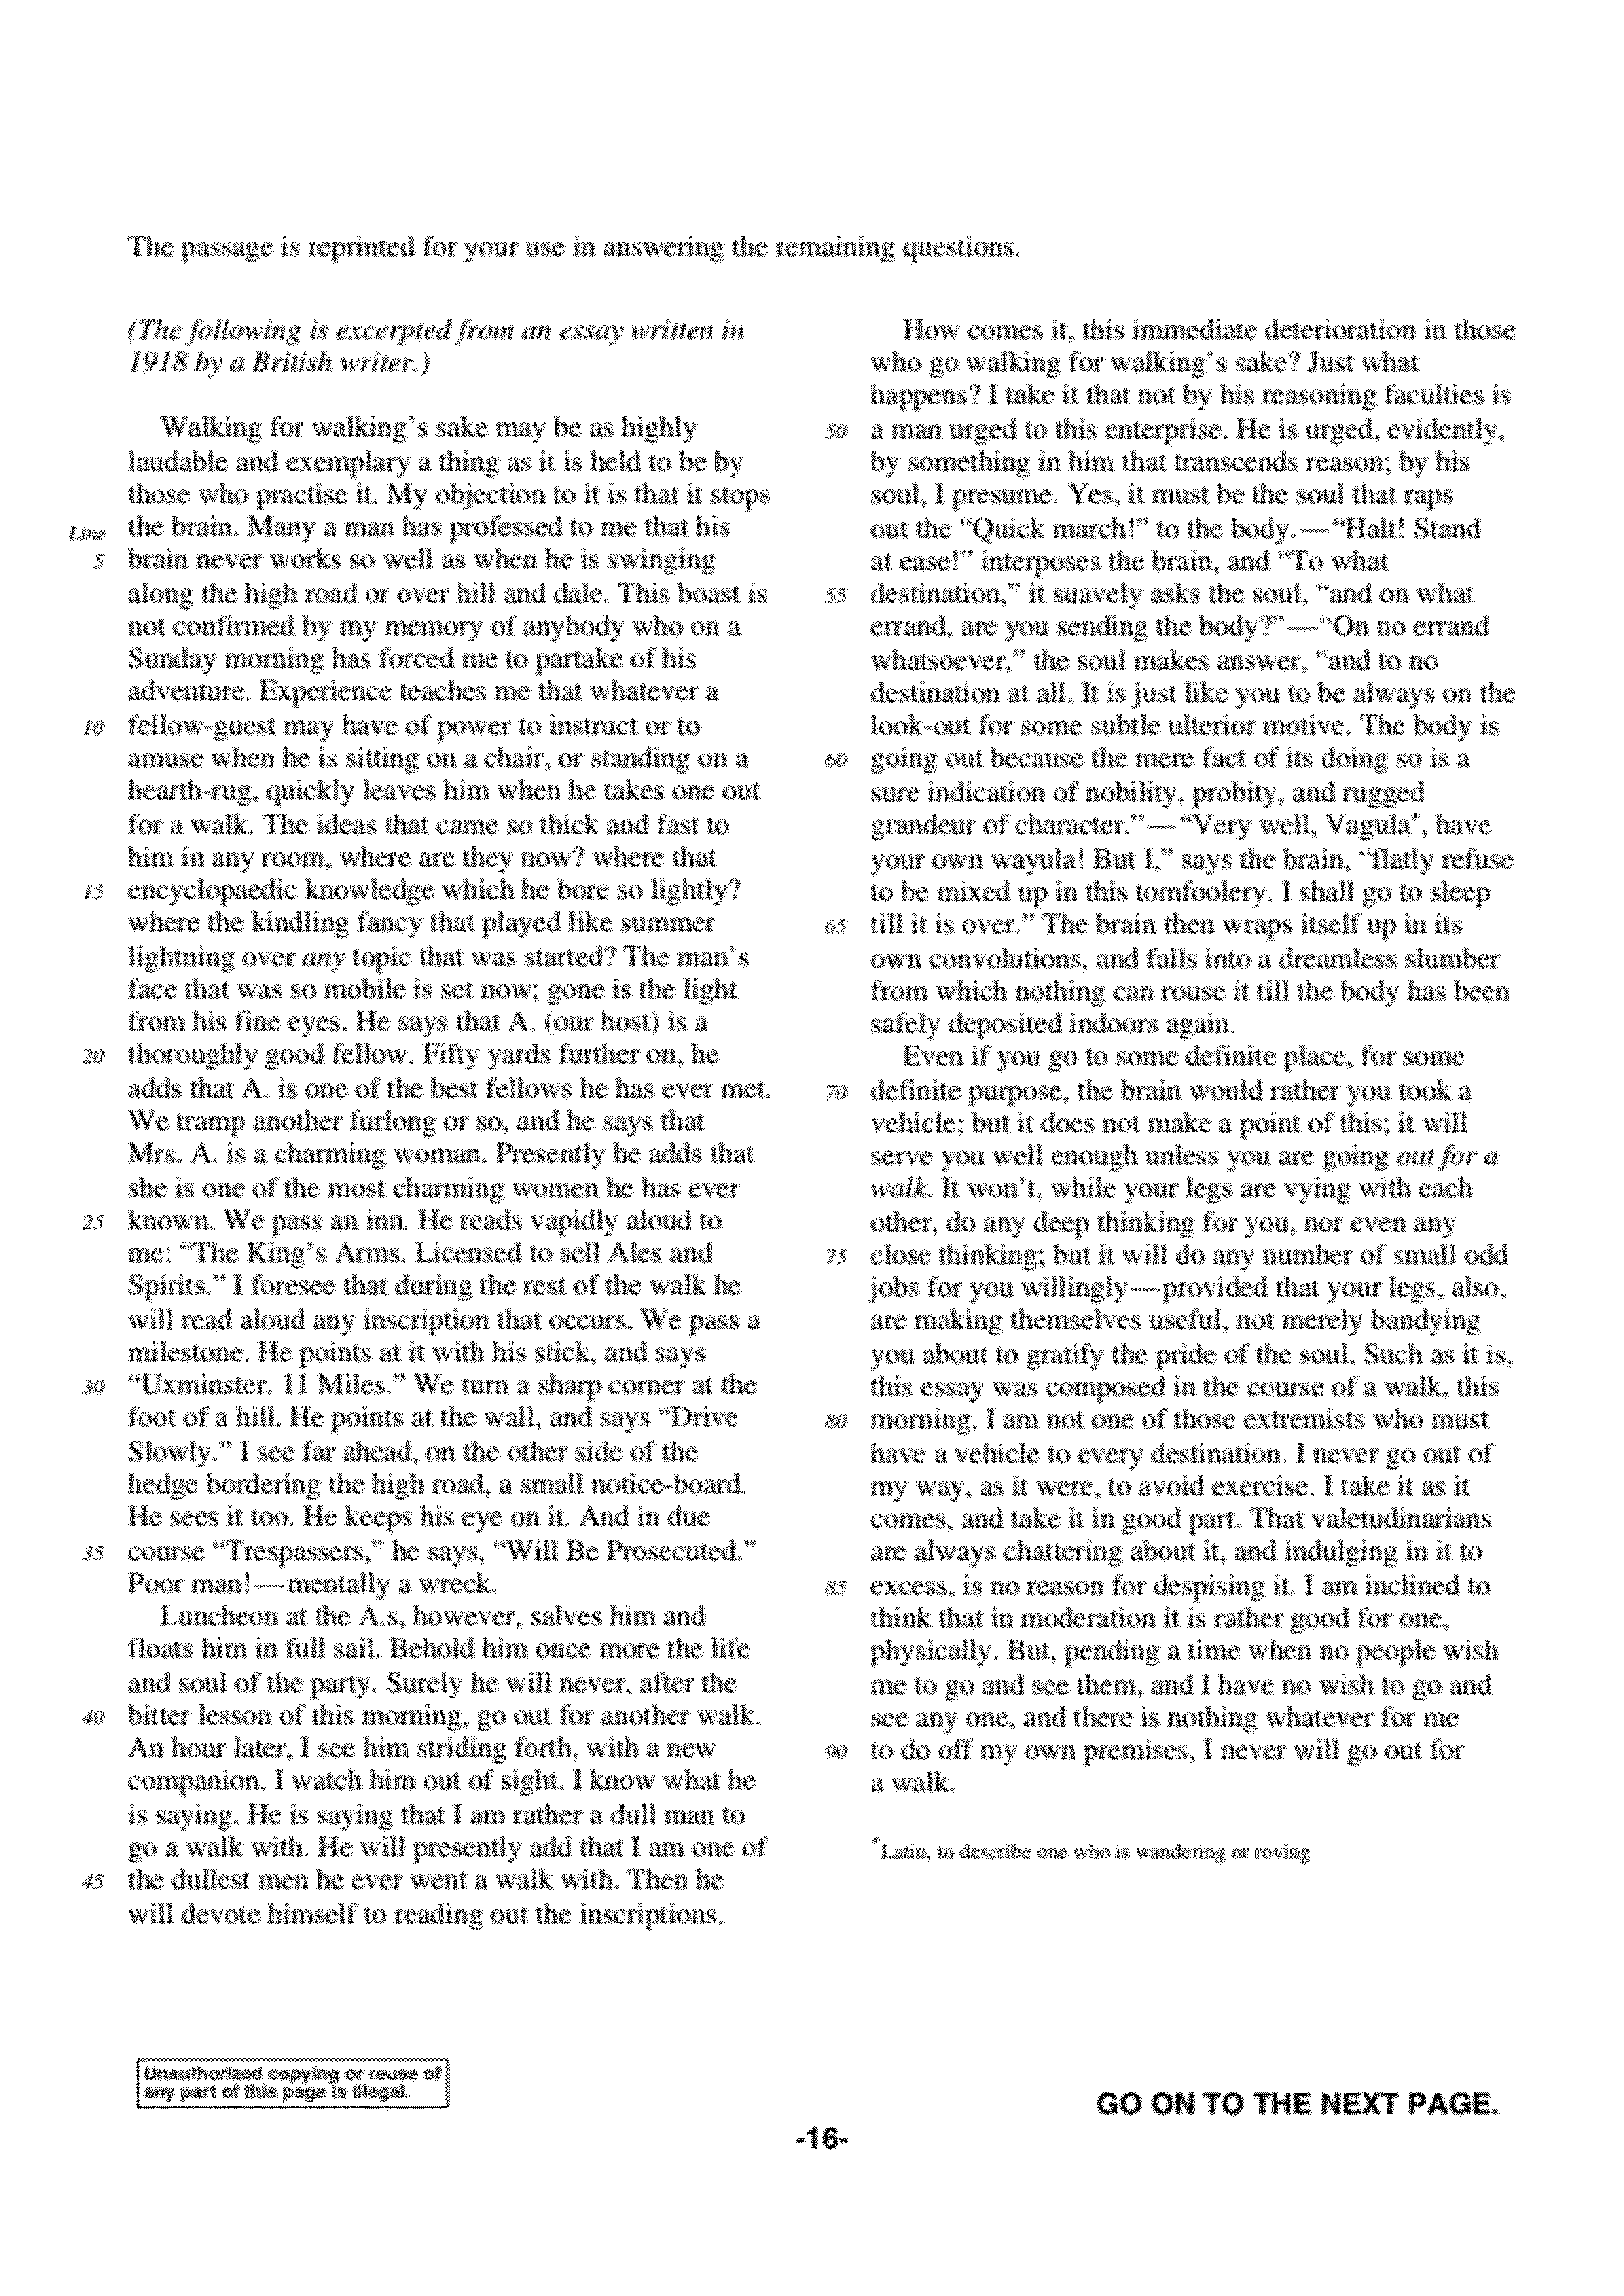 The passage is reprinted for your use in answering the remaining questions.
(The following is excerpted from an essay written in
1918 by a British writer.)
Walking for walking's sake may be as highly
laudable and exemplary a thing as it is held to be by
those who practise it. My objection to it is that it stops
Line the brain. Many a man has professed to me that his
5 brain never works so well as when he is swinging
along the high road or over hill and dale. This boast is
not confirmed by my memory of anybody who on a
Sunday morning has forced me to partake of his
adventure. Experience teaches me that whatever a
10 fellow-guest may have of power to instruct or to
amuse when he is sitting on a chair, or standing on a
hearth-rug, quickly leaves him when he takes one out
for a walk. The ideas that came so thick and fast to
him in any room, where are they now? where that
15 encyclopaedic knowledge which he bore so lightly?
where the kindling fancy that played like summer
lightning over any topic that was started? The man's
face that was so mobile is set now; gone is the light
from his fine eyes. He says that A. (our host) is a
20 thoroughly good fellow. Fifty yards further on, he
adds that A. is one of the best fellows he has ever met.
We tramp another furlong or so, and he says that
Mrs. A. is a charming woman. Presently he adds that
she is one of the most charming women he has ever
25 known. We pass an inn. He reads vapidly aloud to
me: "The King's Arms. Licensed to sell Ales and
Spirits." I foresee that during the rest of the walk he
will read aloud any inscription that occurs. We pass a
milestone. He points at it with his stick, and says
30 "Uxminster. 11 Miles." We turn a sharp corner at the
foot of a hill. He points at the wall, and says "Drive
Slowly." I see far ahead, on the other side of the
hedge bordering the high road, a small notice-board.
He sees it too. He keeps his eye on it. And in due
35 course "Trespassers," he says, "Will Be Prosecuted."
Poor man!—mentally a wreck.
Luncheon at the A.s, however, salves him and
floats him in full sail. Behold him once more the life
and soul of the party. Surely he will never, after the
40 bitter lesson of this morning, go out for another walk.
An hour later, I see him striding forth, with a new
companion. I watch him out of sight. I know what he
is saying. He is saying that I am rather a dull man to
go a walk with. He will presently add that I am one of
45 the dullest men he ever went a walk with. Then he
will devote himself to reading out the inscriptions.
How comes it, this immediate deterioration in those
who go walking for walking's sake? Just what
happens? I take it that not by his reasoning faculties is
50 a man urged to this enterprise. He is urged, evidently,
by something in him that transcends reason; by his
soul, I presume. Yes, it must be the soul that raps
out the "Quick march!" to the body.—"Halt! Stand
at ease!" interposes the brain, and "To what
55 destination," it suavely asks the soul, "and on what
errand, are you sending the body?"—"On no errand
whatsoever," the soul makes answer, "and to no
destination at all. It is just like you to be always on the
look-out for some subtle ulterior motive. The body is
60 going out because the mere fact of its doing so is a
sure indication of nobility, probity, and rugged
grandeur of character."—"Very well, Vagula*, have
your own wayula! But I," says the brain, "flatly refuse
to be mixed up in this tomfoolery. I shall go to sleep
65 till it is over." The brain then wraps itself up in its
own convolutions, and falls into a dreamless slumber
from which nothing can rouse it till the body has been
safely deposited indoors again.
Even if you go to some definite place, for some
70 definite purpose, the brain would rather you took a
vehicle; but it does not make a point of this; it will
serve you well enough unless you are going out for a
walk. It won't, while your legs are vying with each
other, do any deep thinking for you, nor even any
75 close thinking; but it will do any number of small odd
jobs for you willingly—provided that your legs, also,
are making themselves useful, not merely bandying
you about to gratify the pride of the soul. Such as it is,
this essay was composed in the course of a walk, this
80 morning. I am not one of those extremists who must
have a vehicle to every destination. I never go out of
my way, as it were, to avoid exercise. I take it as it
comes, and take it in good part. That valetudinarians
are always chattering about it, and indulging in it to
85 excess, is no reason for despising it. I am inclined to
think that in moderation it is rather good for one,
physically. But, pending a time when no people wish
me to go and see them, and I have no wish to go and
see any one, and there is nothing whatever for me
90 to do off my own premises, I never will go out for
a walk.
*Latin, to describe one who is wandering or roving
Unauthorized copying or reuse of
any part of this page is illegal.
GO ON TO THE NEXT PAGE.
-16-